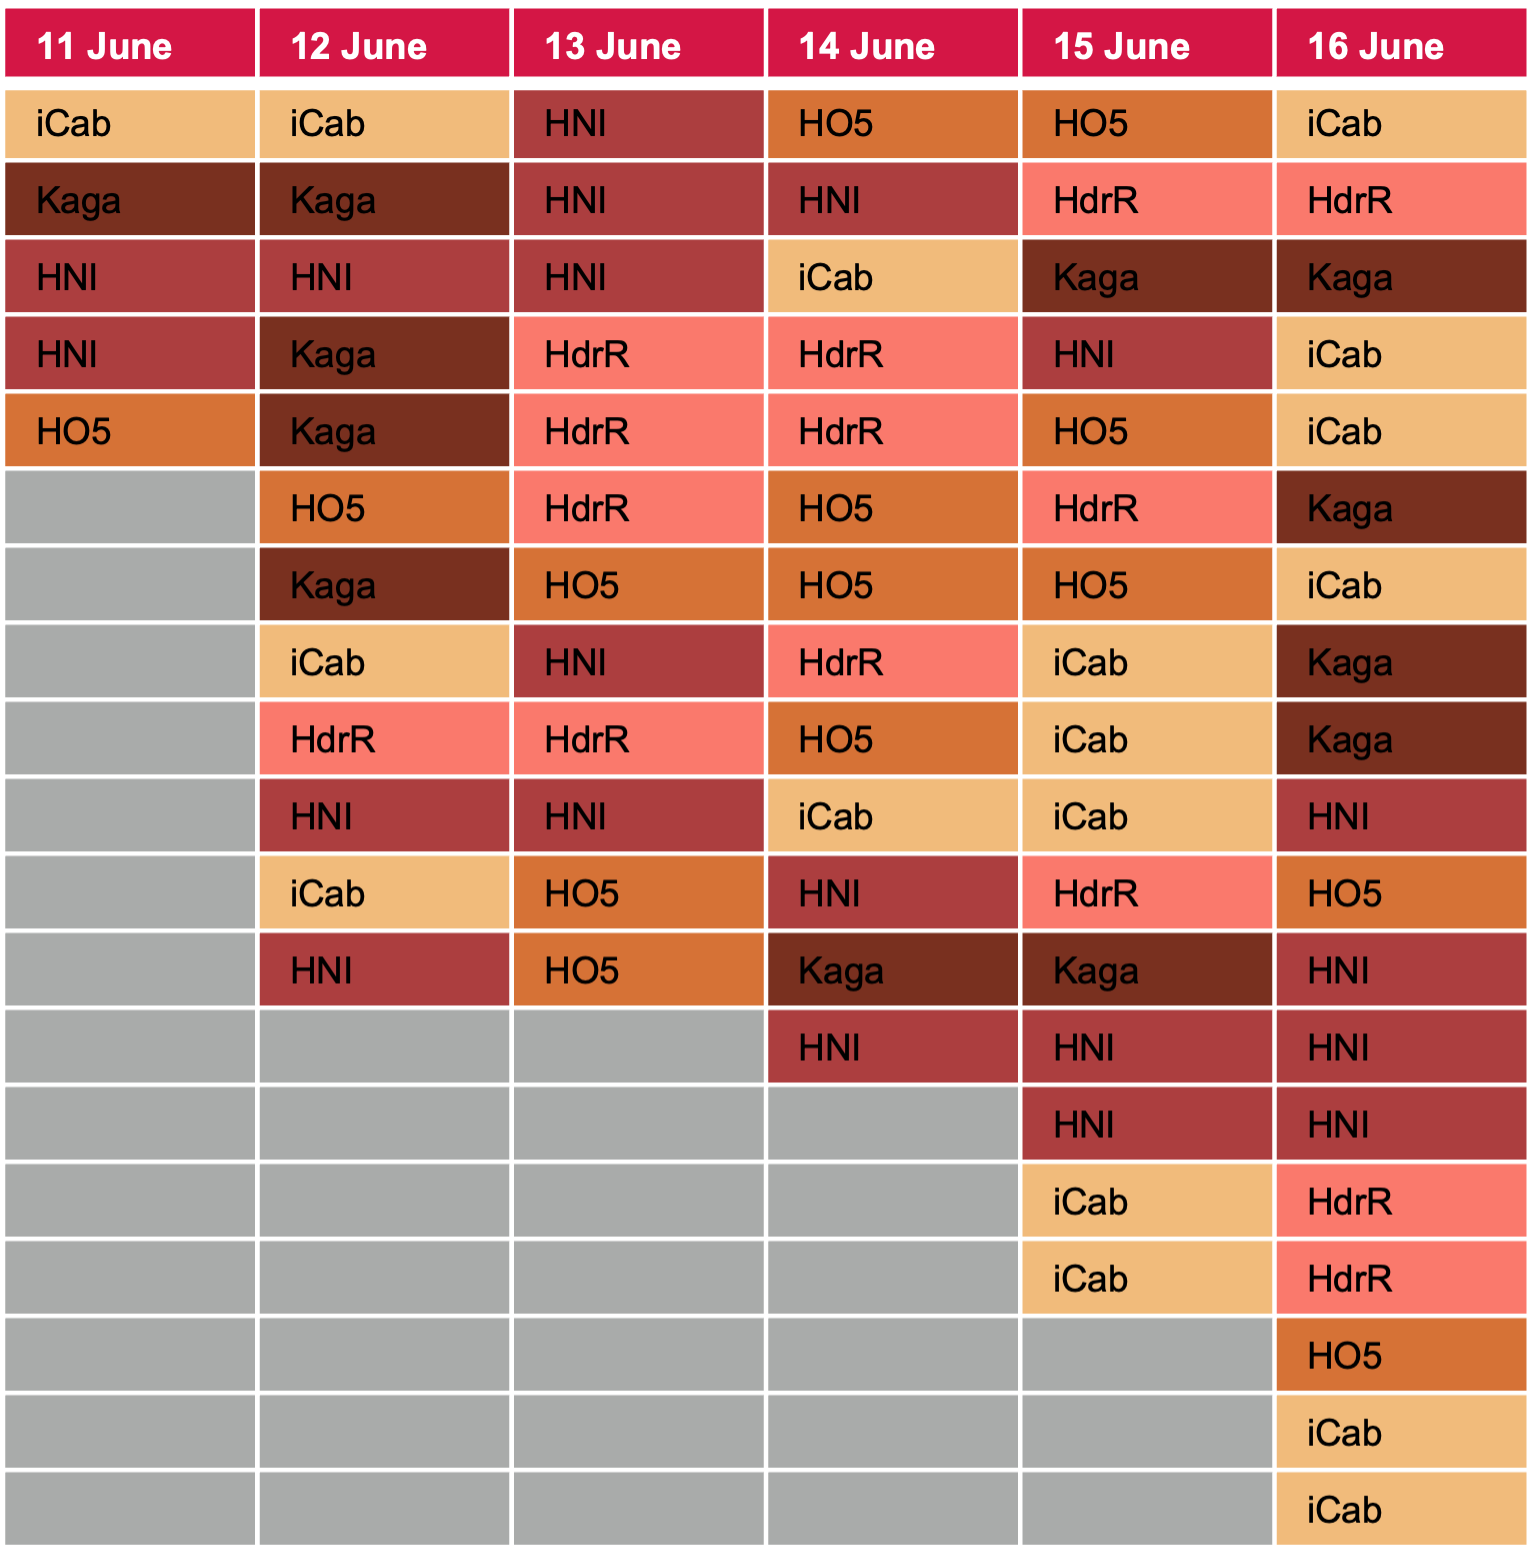 11 June 12 June 13 June 14 June 15 June 16 June
iCab iCab HNI HO5 HO5 iCab
Kaga Kaga HNI HNI HdrR HdrR
HNI HNI HNI iCab Kaga Kaga
HNI Kaga HdrR HdrR HNI iCab
HO5 Kaga HdrR HdrR HO5 iCab
HO5 HdrR HO5 HdrR Kaga
Kaga HO5 HO5 HO5 iCab
iCab HNI HdrR iCab Kaga
HdrR HdrR HO5 iCab Kaga
HNI HNI iCab iCab HNI
iCab HO5 HNI HdrR HO5
HNI HO5 Kaga Kaga HNI
HNI HNI HNI
HNI HNI
iCab HdrR
iCab HdrR
HO5
iCab
iCab